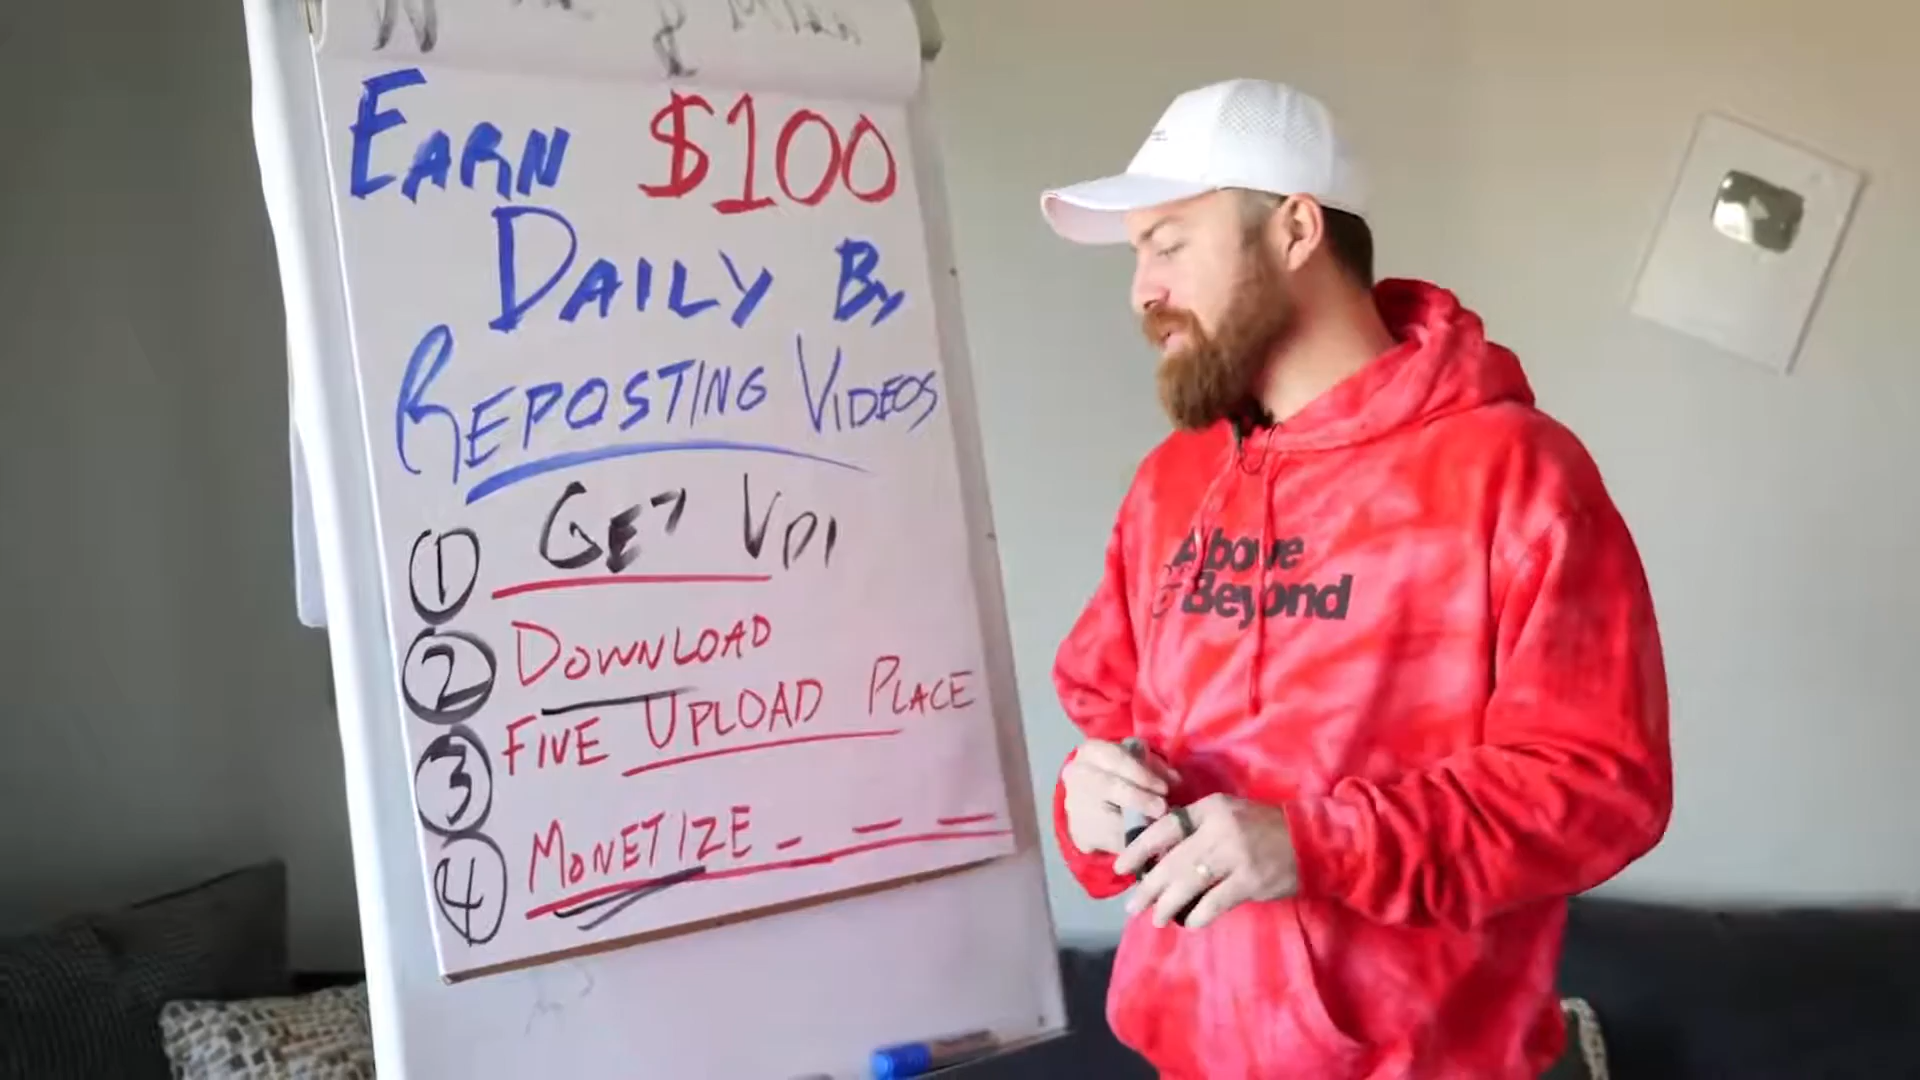 EARN $100
DAILY By
REPOSTING VIDEOS
1 GET VDI
2 DOWNLOAD
3 FIVE UPLOAD PLACE
4 MONETIZE _ _ _
Above
& Beyond